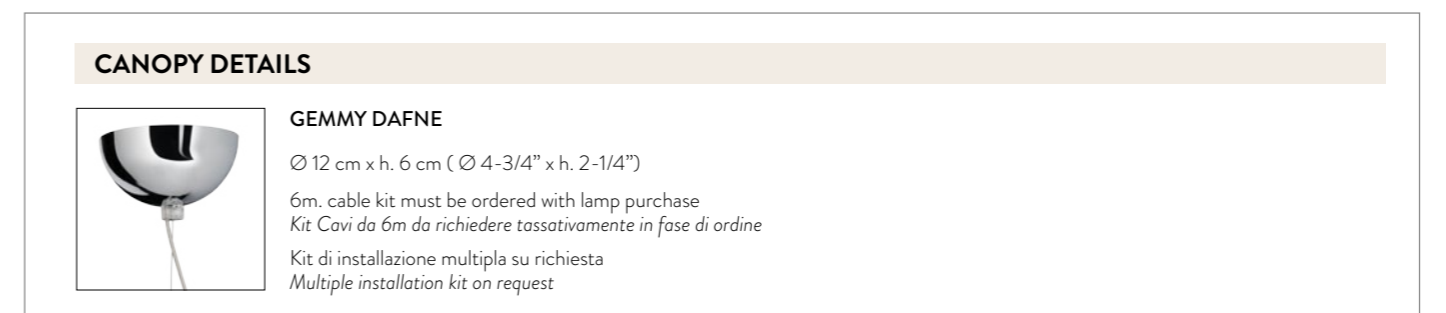 CANOPY DETAILS
GEMMY DAFNE
Ø 12 cm x h. 6 cm ( Ø 4-3/4” x h. 2-1/4”)
6m. cable kit must be ordered with lamp purchase
Kit Cavi da 6m da richiedere tassativamente in fase di ordine
Kit di installazione multipla su richiesta
Multiple installation kit on request